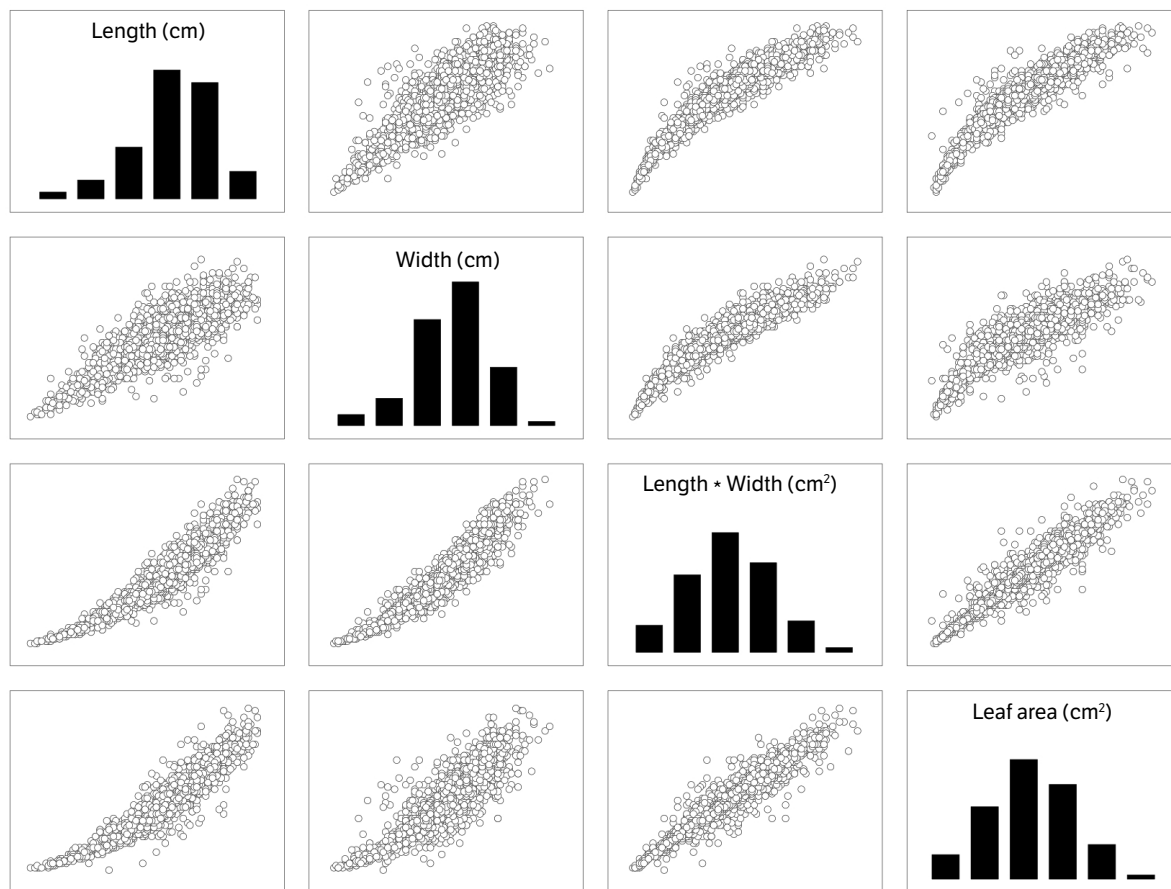 Length (cm)
Width (cm)
Length * Width (cm²)
Leaf area (cm²)